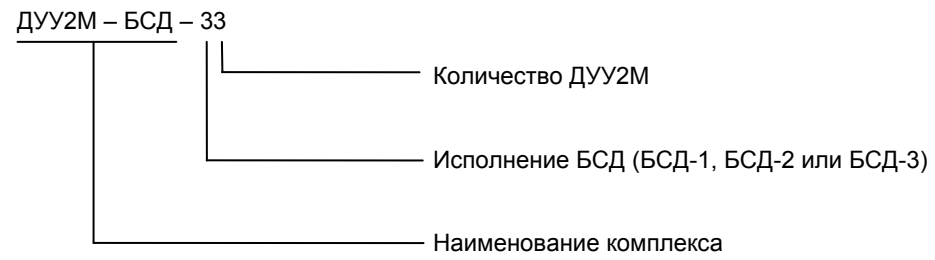 ДУУ2М – БСД – 33
Количество ДУУ2М
Исполнение БСД (БСД-1, БСД-2 или БСД-3)
Наименование комплекса